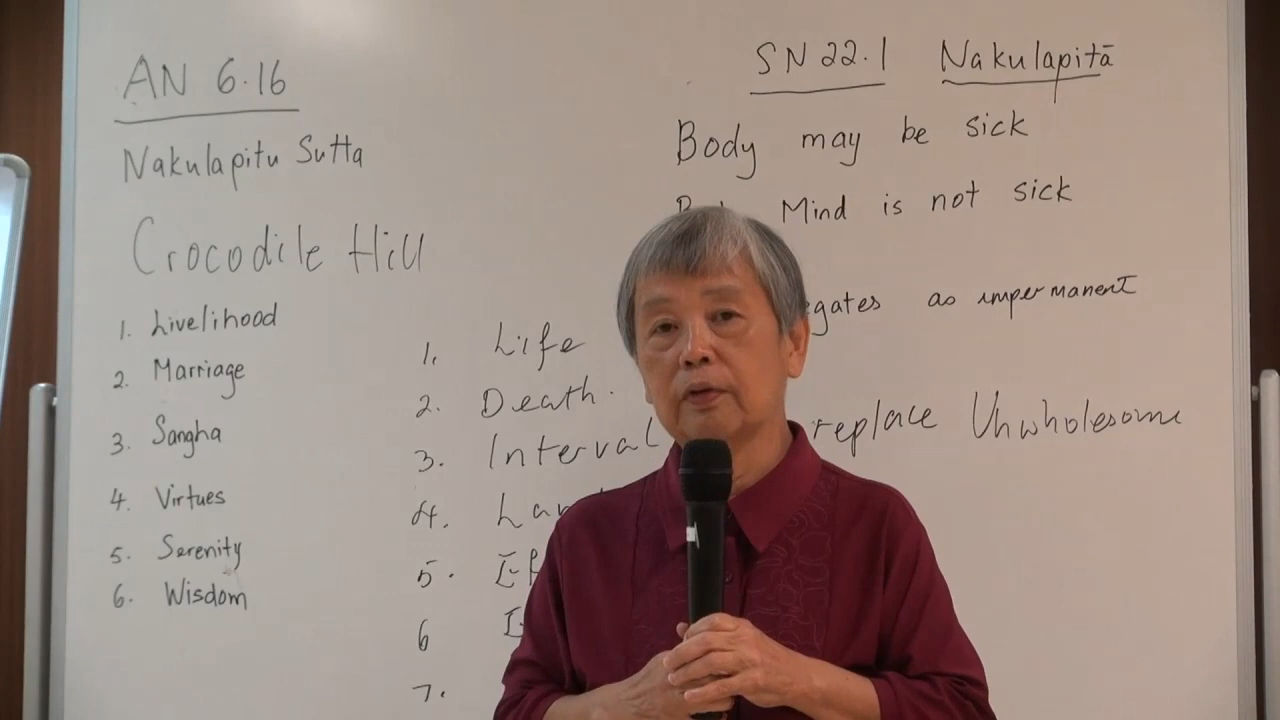 AN 6.16
Nakulapitu Sutta
Crocodile Hill
1. Livelihood
2. Marriage
3. Sangha
4. Virtues
5. Serenity
6. Wisdom
1. Life
2. Death.
3. Interval
4.
5.
6
7.
SN 22.1 Nakulapitā
Body may be sick
Mind is not sick
as impermanent
replace Unwholesome